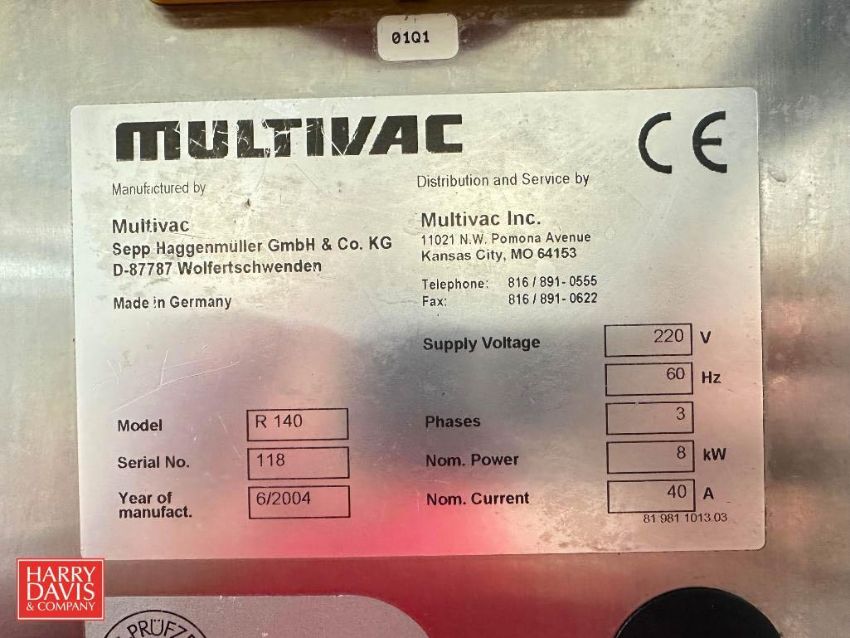 01Q1
MULTIVAC
CE
Manufactured by
Multivac
Sepp Haggenmüller GmbH & Co. KG
D-87787 Wolfertschwenden
Made in Germany
Distribution and Service by
Multivac Inc.
11021 N.W. Pomona Avenue
Kansas City, MO 64153
Telephone: 816 / 891-0555
Fax: 816 / 891-0622
Supply Voltage 220 V
60 Hz
Model R 140
Phases 3
Serial No. 118
Nom. Power 8 kW
Year of
manufact. 6/2004
Nom. Current 40 A
81 981 1013.03
HARRY
DAVIS
& COMPANY